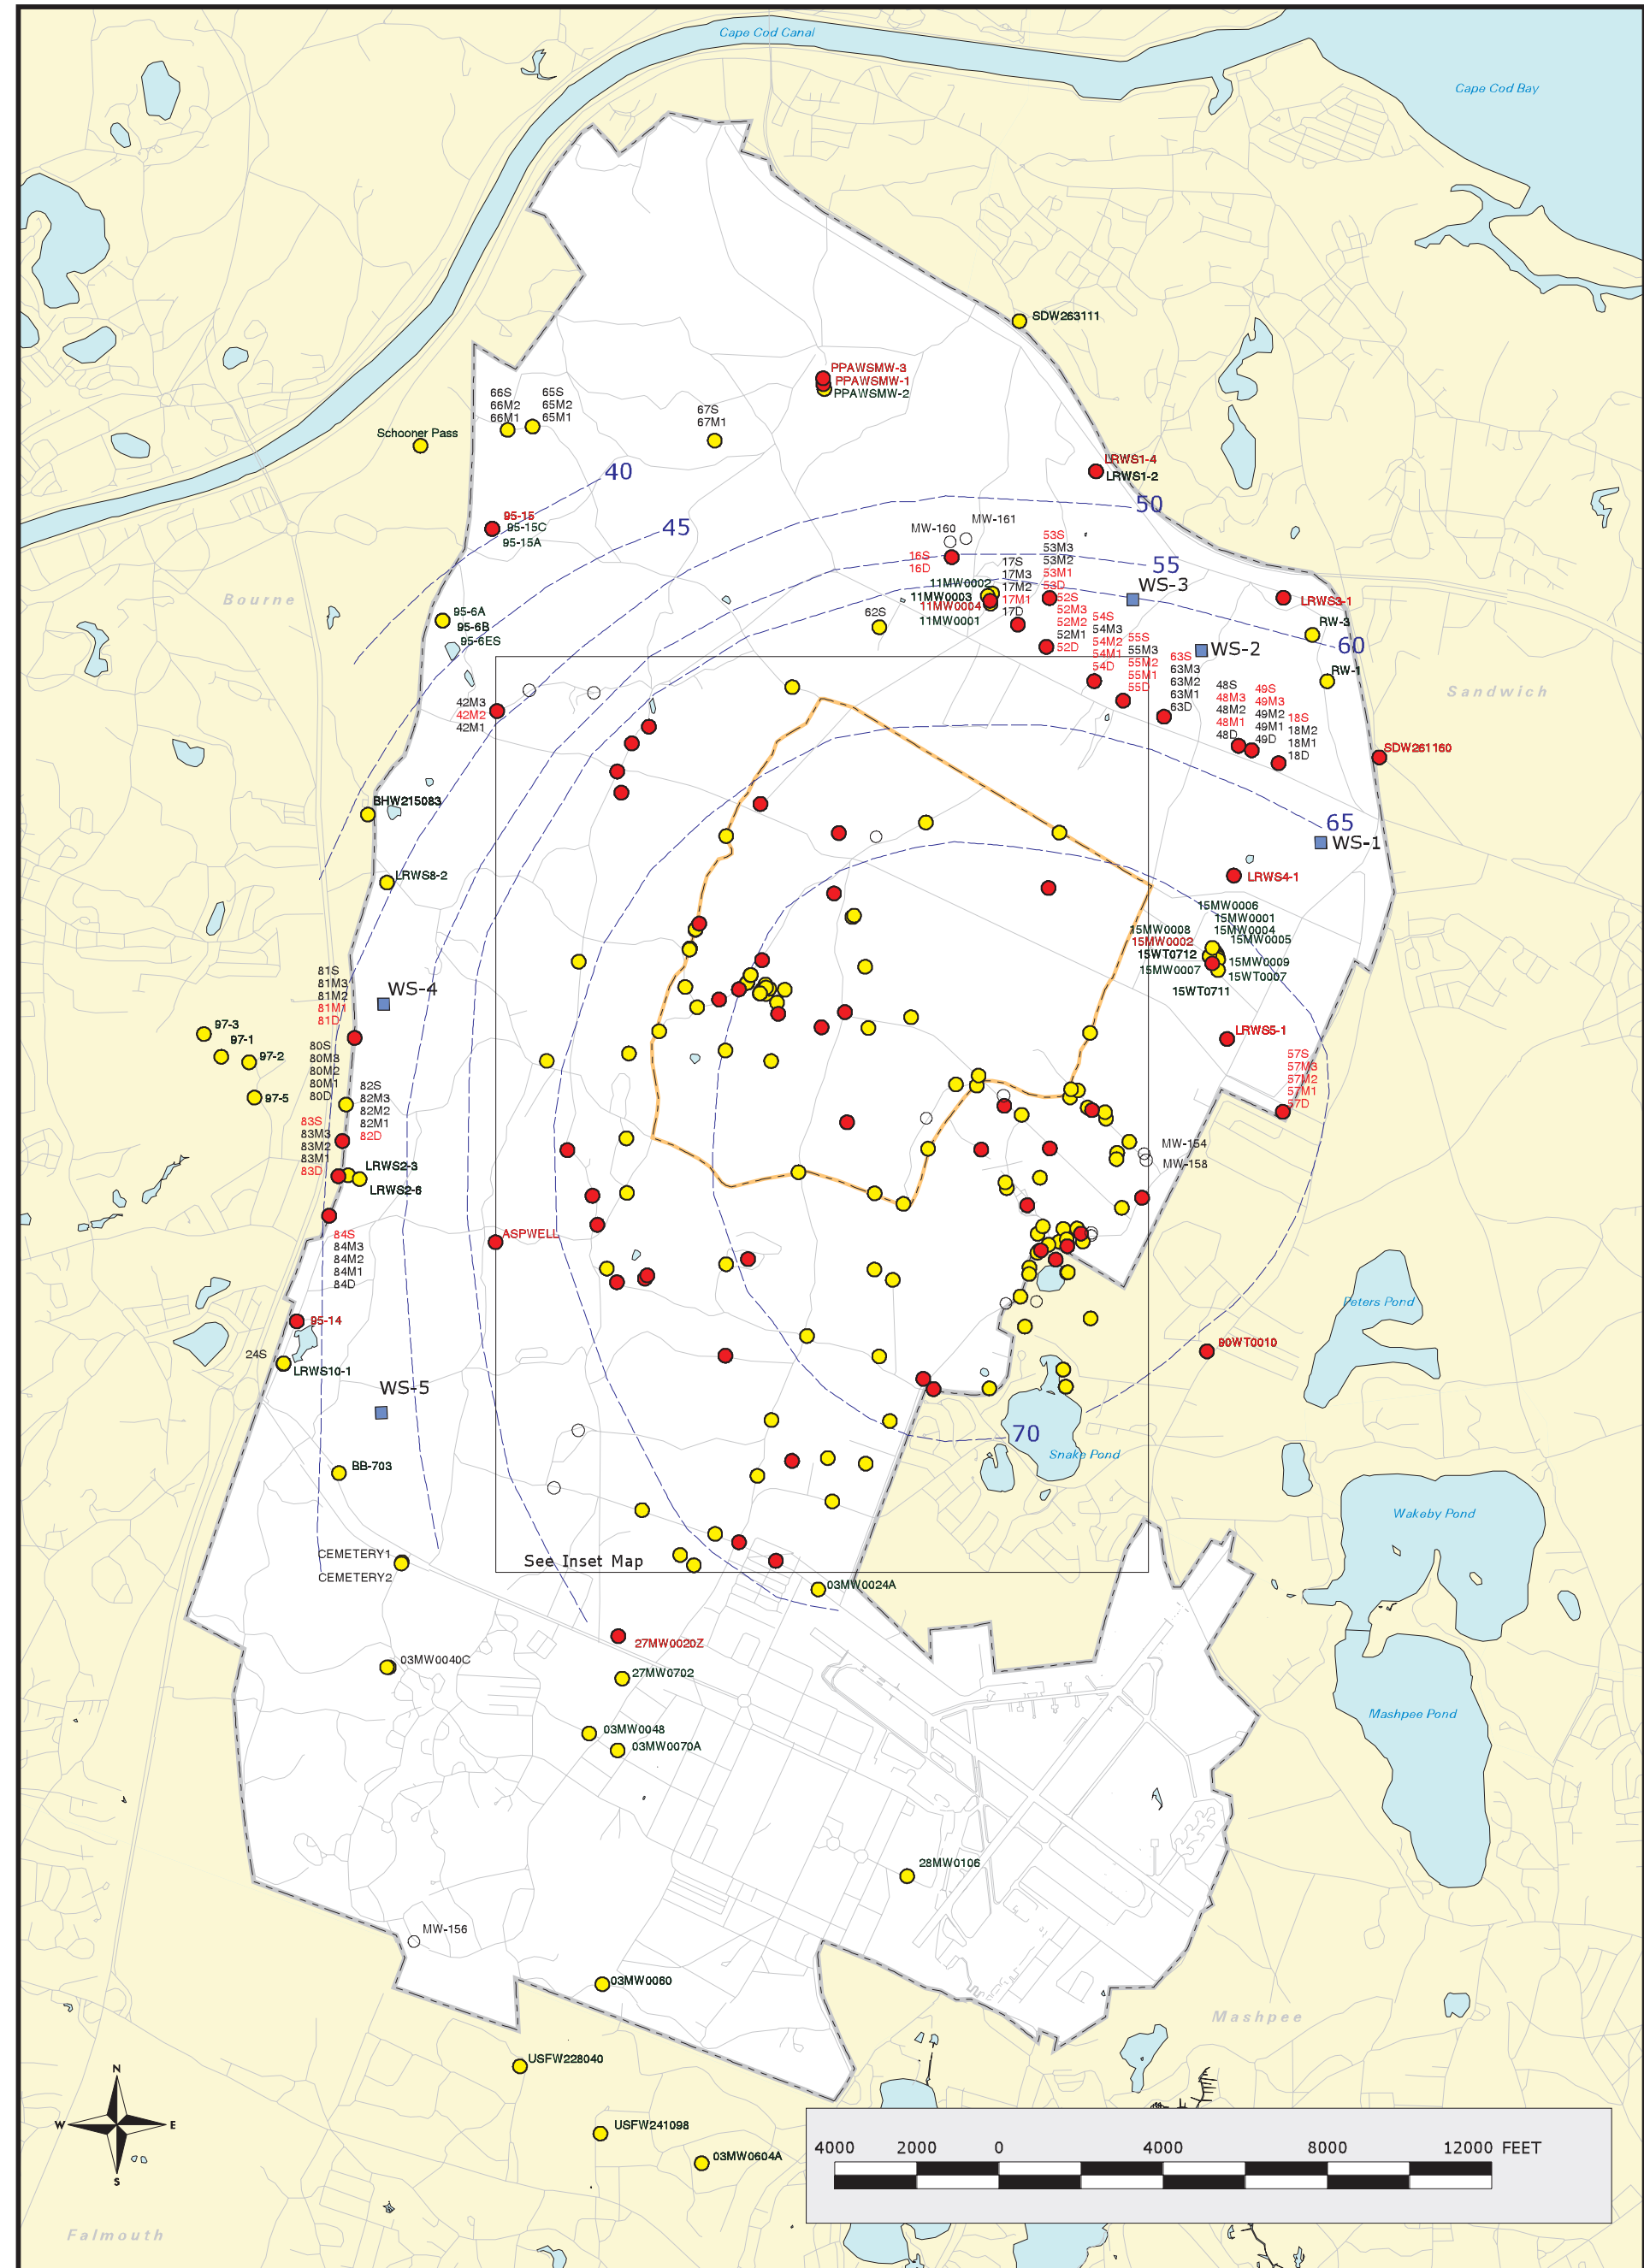 Cape Cod Canal
Cape Cod Bay
SDW263111
PPAWSMW-3
PPAWSMW-1
PPAWSMW-2
66S
66M2
66M1
65S
65M2
65M1
67S
67M1
Schooner Pass
LRWS1-4
LRWS1-2
40
50
45
95-15
95-15C
95-15A
MW-161
MW-160
16S
16D
53S
53M3
53M2
53M1
53D
55
WS-3
17S
17M3
17M2
17M1
17D
11MW0002
11MW0003
11MW0004
11MW0001
52S
52M3
52M2
52M1
52D
Bourne
LRWS3-1
RW-3
60
62S
95-6A
95-6B
95-6ES
54S
54M3
54M2
54M1
54D
55S
55M3
55M2
55M1
55D
WS-2
63S
63M3
63M2
63M1
63D
RW-1
Sandwich
42M3
42M2
42M1
48S
48M3
48M2
48M1
48D
49S
49M3
49M2
49M1
49D
18S
18M2
18M1
18D
SDW261160
BHW215083
65
WS-1
LRWS8-2
LRWS4-1
15MW0006
15MW0001
15MW0004
15MW0008
15MW0002
15MW0005
15WT0712
15MW0009
15MW0007
15WT0007
15WT0711
81S
81M3
81M2
81M1
81D
WS-4
97-3
97-1
97-2
97-5
LRWS5-1
80S
80M3
80M2
80M1
80D
57S
57M3
57M2
57M1
57D
82S
82M3
82M2
82M1
82D
83S
83M3
83M2
83M1
83D
MW-154
MW-158
LRWS2-3
LRWS2-6
84S
84M3
84M2
84M1
84D
ASPWELL
Peters Pond
95-14
90WT0010
24S
LRWS10-1
WS-5
70
Snake Pond
BB-703
Wakeby Pond
CEMETERY1
CEMETERY2
See Inset Map
03MW0024A
27MW0020Z
03MW0040C
27MW0702
Mashpee Pond
03MW0048
03MW0070A
28MW0106
MW-156
03MW0060
Mashpee
USFW228040
N
W
E
S
USFW241098
03MW0604A
4000 2000 0 4000 8000 12000 FEET
Falmouth